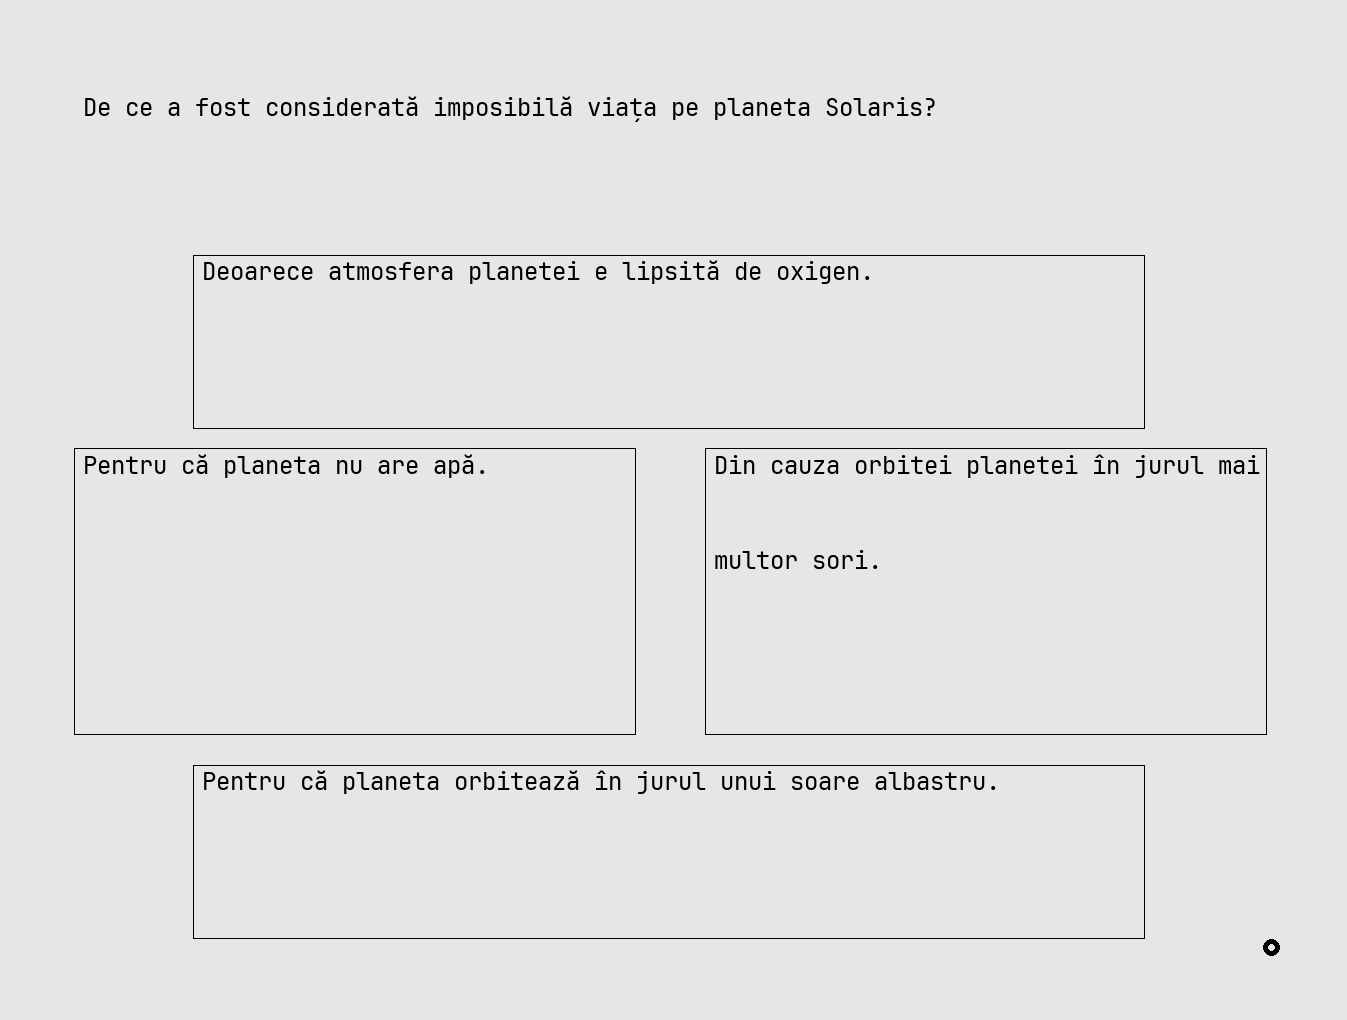 De ce a fost considerată imposibilă viața pe planeta Solaris?
Deoarece atmosfera planetei e lipsită de oxigen.
Pentru că planeta nu are apă.
Din cauza orbitei planetei în jurul mai
multor sori.
Pentru că planeta orbitează în jurul unui soare albastru.